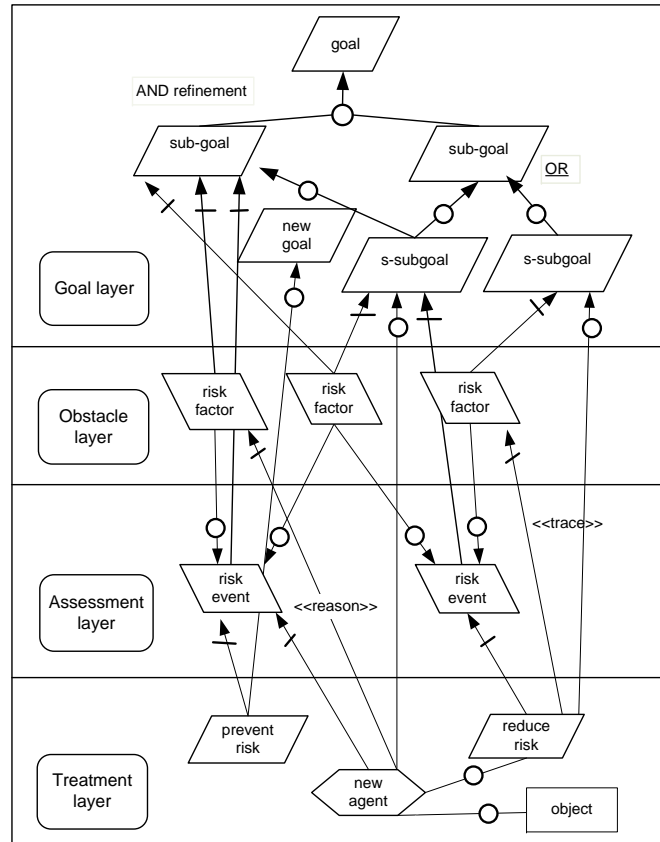 goal
AND refinement
sub-goal
sub-goal
OR
new
goal
s-subgoal
s-subgoal
Goal layer
risk
factor
risk
factor
risk
factor
Obstacle
layer
<<trace>>
risk
event
risk
event
<<reason>>
Assessment
layer
prevent
risk
reduce
risk
new
agent
object
Treatment
layer